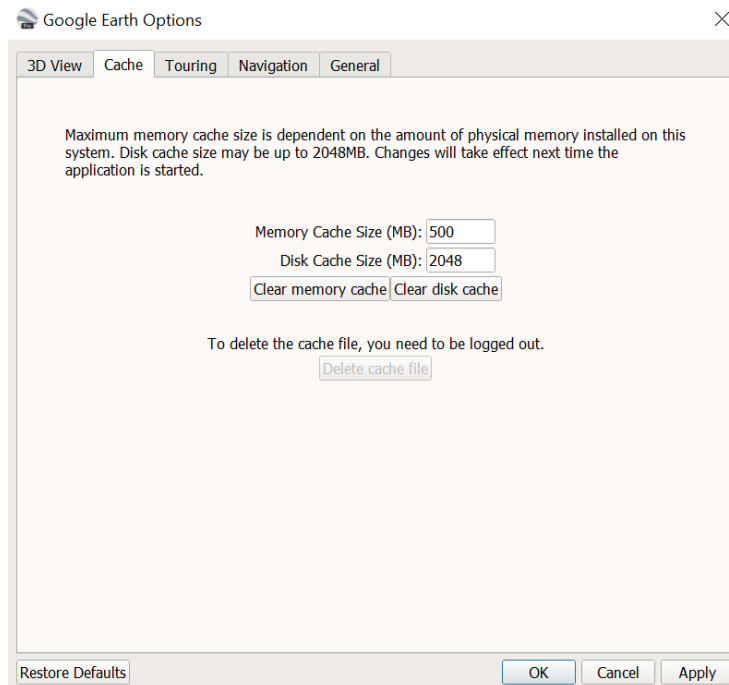 Google Earth Options
3D View Cache Touring Navigation General
Maximum memory cache size is dependent on the amount of physical memory installed on this
system. Disk cache size may be up to 2048MB. Changes will take effect next time the
application is started.
Memory Cache Size (MB): 500
Disk Cache Size (MB): 2048
Clear memory cache Clear disk cache
To delete the cache file, you need to be logged out.
Delete cache file
Restore Defaults OK Cancel Apply